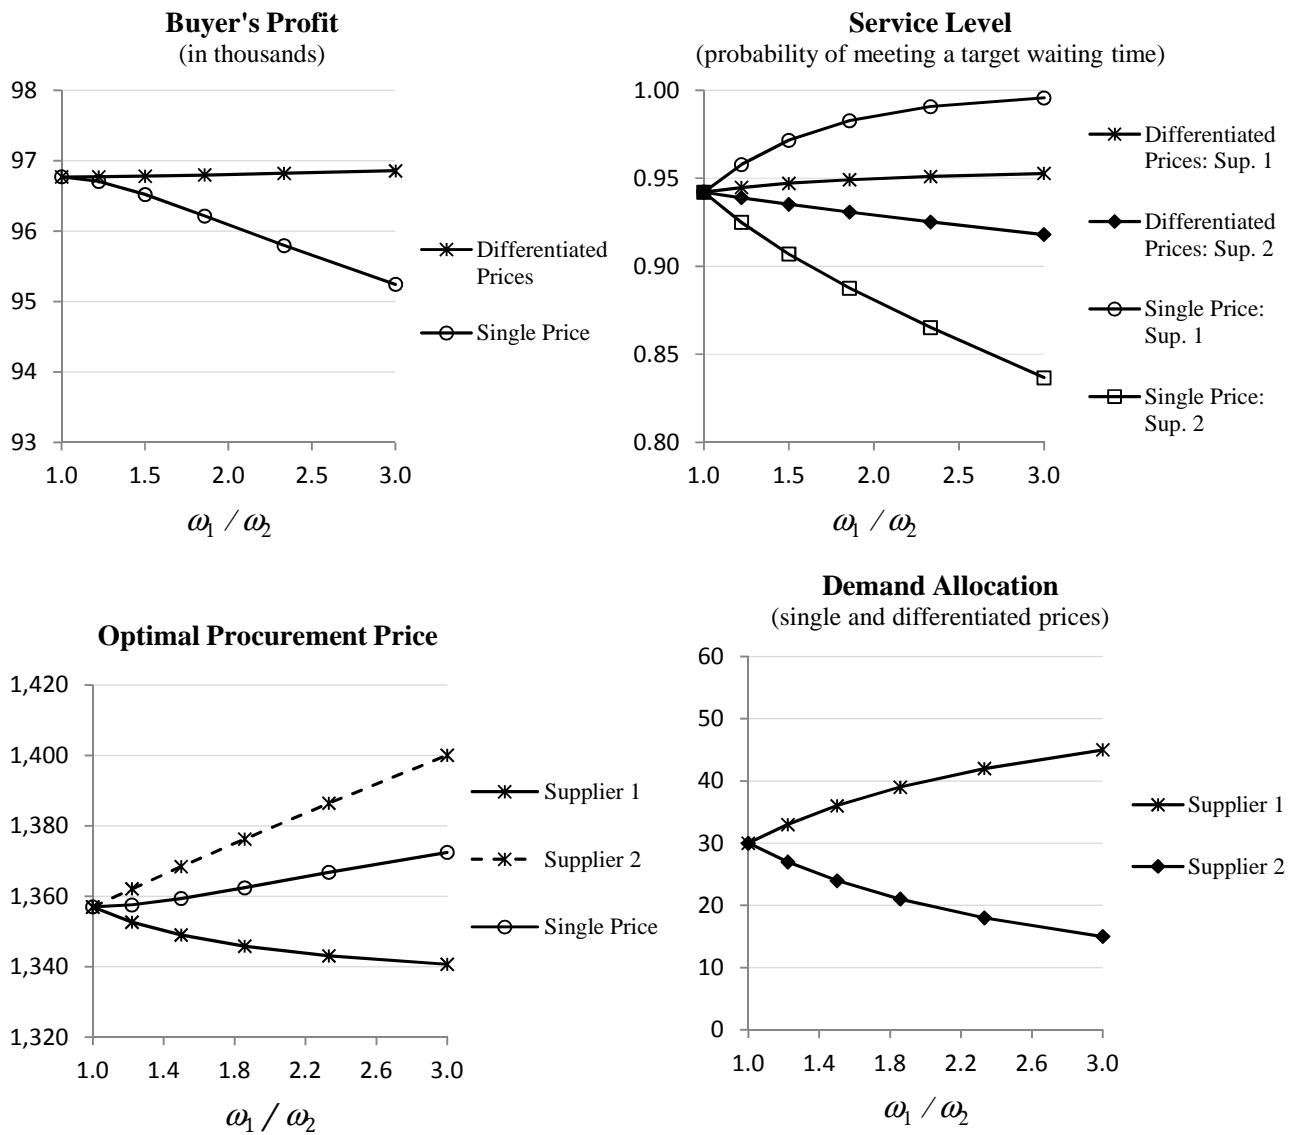 Buyer's Profit
(in thousands)
98
97
96
95
94
93
1.0 1.5 2.0 2.5 3.0
ω1 / ω2
Differentiated
Prices
Single Price
Service Level
(probability of meeting a target waiting time)
1.00
0.95
0.90
0.85
0.80
1.0 1.5 2.0 2.5 3.0
ω1 / ω2
Differentiated
Prices: Sup. 1
Differentiated
Prices: Sup. 2
Single Price:
Sup. 1
Single Price:
Sup. 2
Optimal Procurement Price
1,420
1,400
1,380
1,360
1,340
1,320
1.0 1.4 1.8 2.2 2.6 3.0
ω1 / ω2
Supplier 1
Supplier 2
Single Price
Demand Allocation
(single and differentiated prices)
60
50
40
30
20
10
0
1.0 1.4 1.8 2.2 2.6 3.0
ω1 / ω2
Supplier 1
Supplier 2